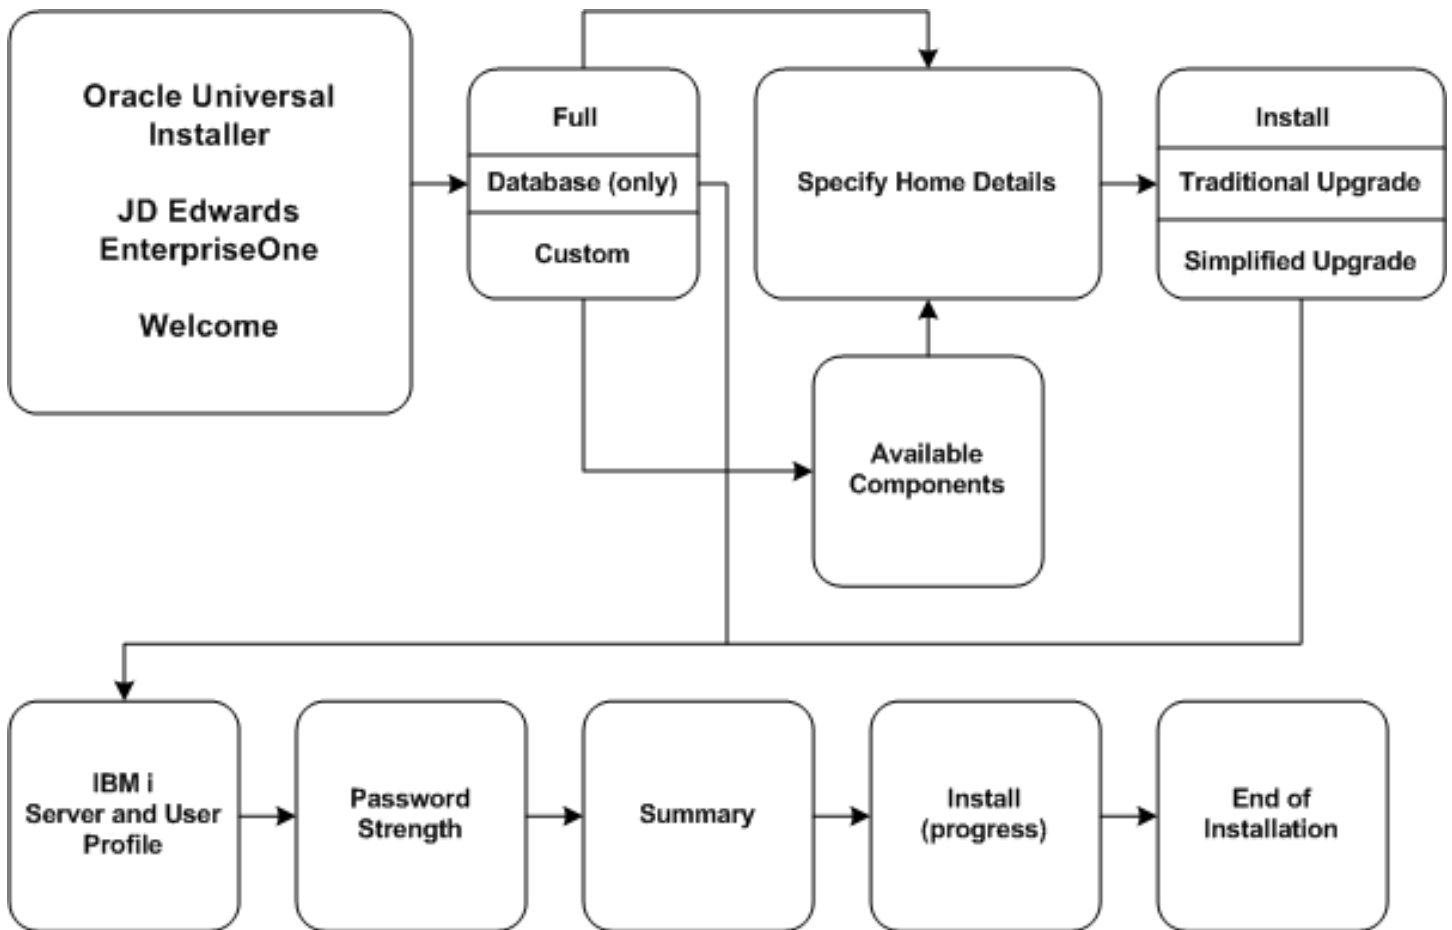 Oracle Universal
Installer
JD Edwards
EnterpriseOne
Welcome
Full
Database (only)
Custom
Specify Home Details
Install
Traditional Upgrade
Simplified Upgrade
Available
Components
IBM i
Server and User
Profile
Password
Strength
Summary
Install
(progress)
End of
Installation